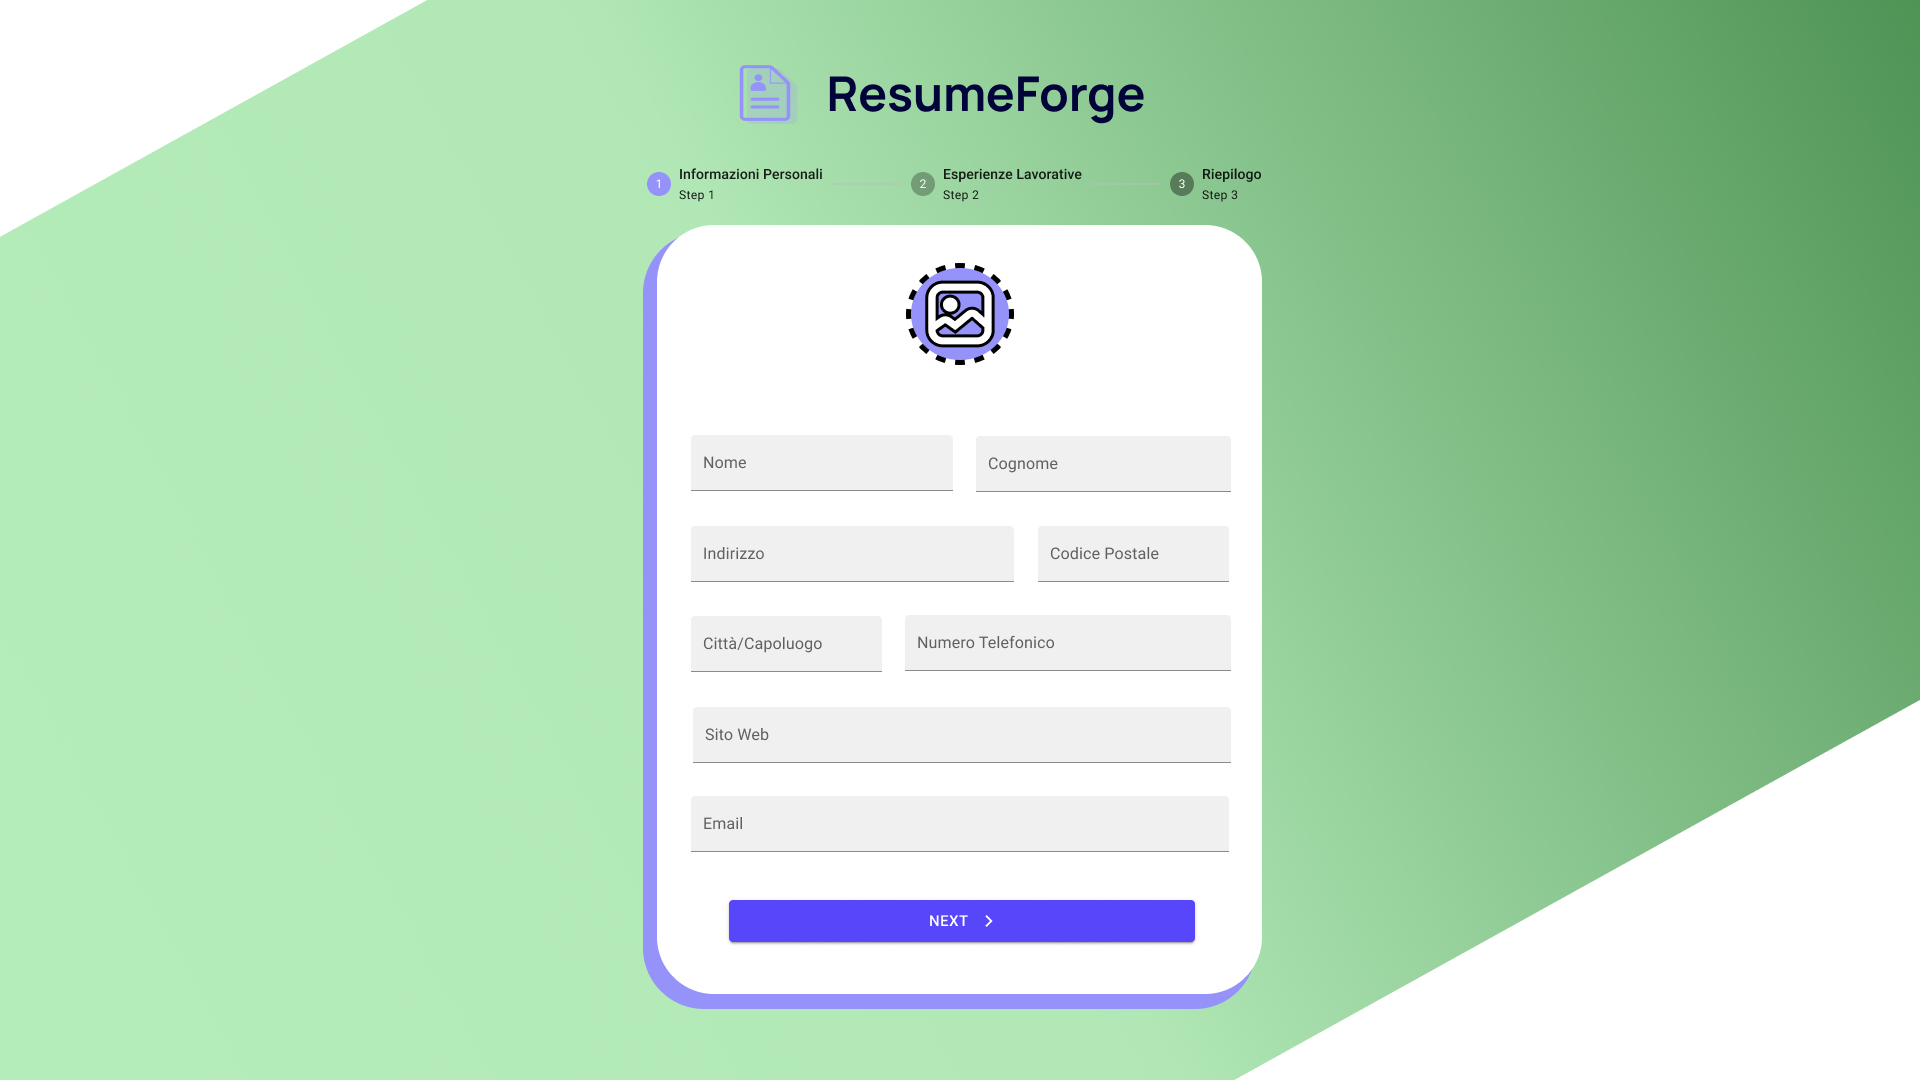 ResumeForge
1 Informazioni Personali
Step 1
2 Esperienze Lavorative
Step 2
3 Riepilogo
Step 3
Nome
Cognome
Indirizzo
Codice Postale
Città/Capoluogo
Numero Telefonico
Sito Web
Email
NEXT